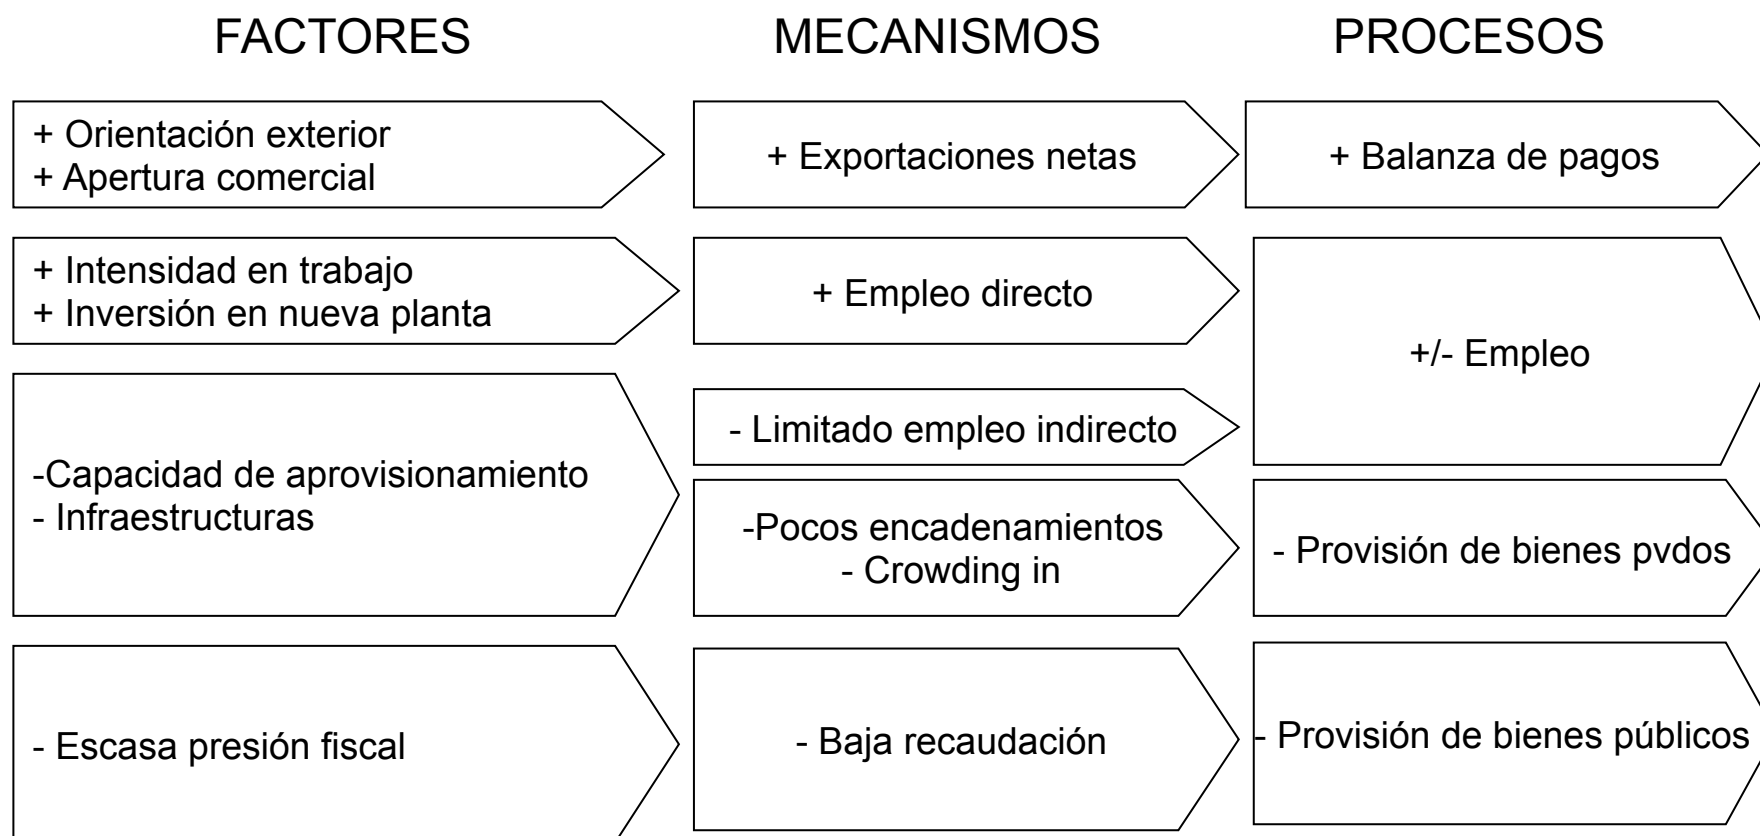 FACTORES
MECANISMOS
PROCESOS
+ Orientación exterior
+ Apertura comercial
+ Exportaciones netas
+ Balanza de pagos
+ Intensidad en trabajo
+ Inversión en nueva planta
+ Empleo directo
+/- Empleo
-Capacidad de aprovisionamiento
- Infraestructuras
- Limitado empleo indirecto
-Pocos encadenamientos
- Crowding in
- Provisión de bienes pvdos
- Escasa presión fiscal
- Baja recaudación
- Provisión de bienes públicos